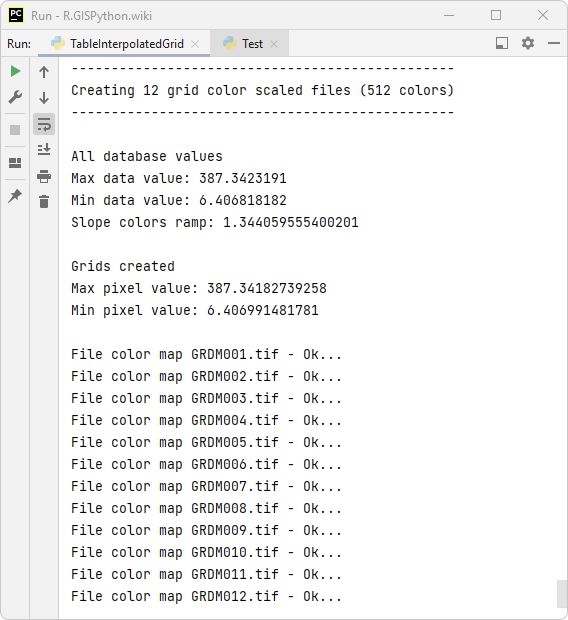 PC
Run - R.GISPython.wiki
Run:
TableInterpolatedGrid
Test
------------------------------------------------
Creating 12 grid color scaled files (512 colors)
------------------------------------------------
All database values
Max data value: 387.3423191
Min data value: 6.406818182
Slope colors ramp: 1.344059555400201
Grids created
Max pixel value: 387.34182739258
Min pixel value: 6.406991481781
File color map GRDM001.tif - Ok...
File color map GRDM002.tif - Ok...
File color map GRDM003.tif - Ok...
File color map GRDM004.tif - Ok...
File color map GRDM005.tif - Ok...
File color map GRDM006.tif - Ok...
File color map GRDM007.tif - Ok...
File color map GRDM008.tif - Ok...
File color map GRDM009.tif - Ok...
File color map GRDM010.tif - Ok...
File color map GRDM011.tif - Ok...
File color map GRDM012.tif - Ok...